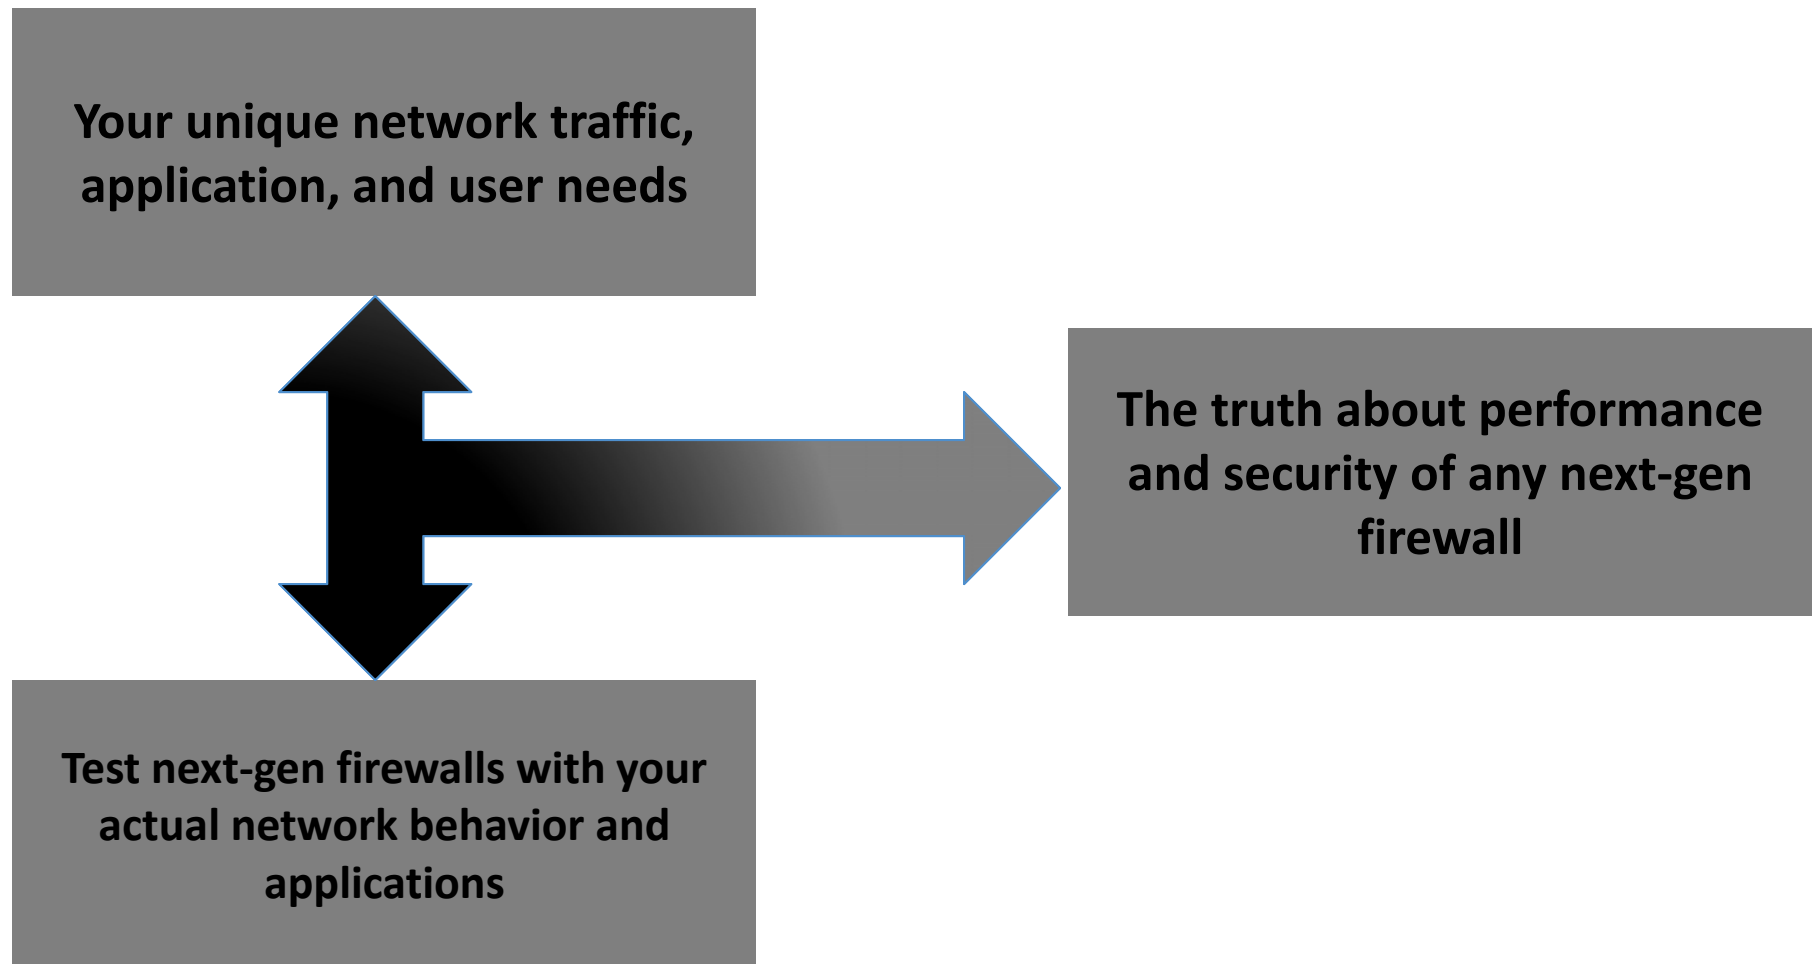 Your unique network traffic,
application, and user needs
The truth about performance
and security of any next-gen
firewall
Test next-gen firewalls with your
actual network behavior and
applications